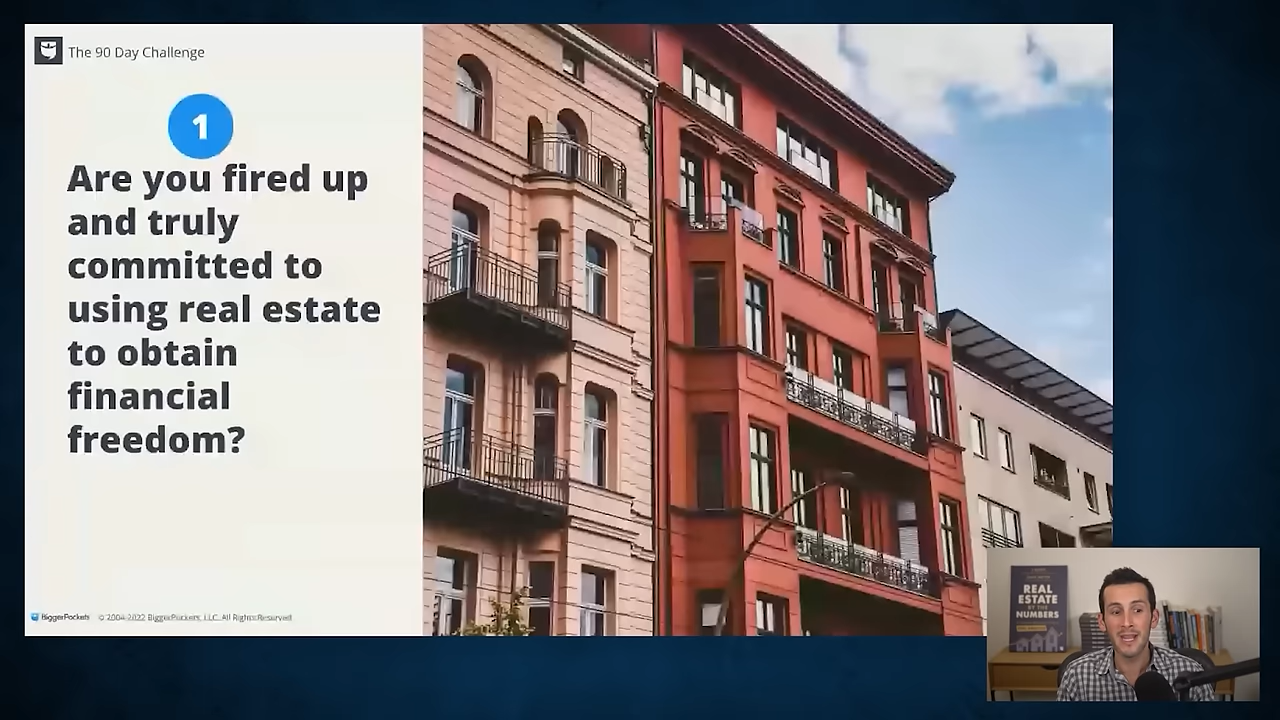 The 90 Day Challenge
1
Are you fired up
and truly
committed to
using real estate
to obtain
financial
freedom?
BiggerPockets © 2004-2022 BiggerPockets, LLC. All Rights Reserved
REAL
ESTATE
BY THE
NUMBERS